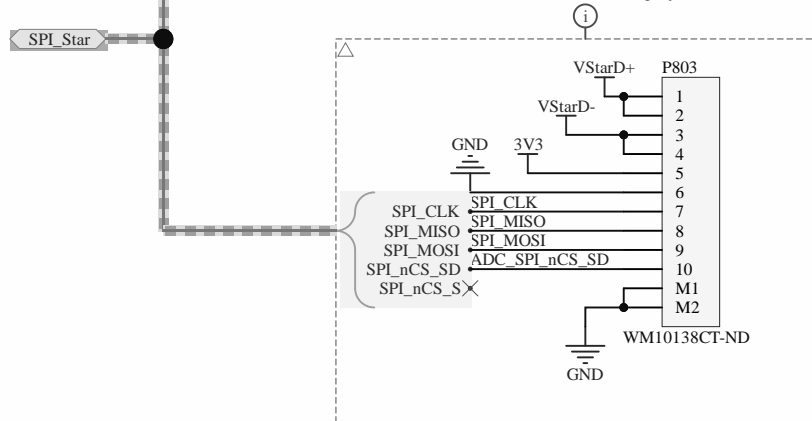 i
SPI_Star
VStarD+
P803
VStarD-
GND
3V3
1
2
3
4
5
6
7
8
9
10
M1
M2
SPI_CLK
SPI_CLK
SPI_MISO
SPI_MISO
SPI_MOSI
SPI_MOSI
SPI_nCS_SD
ADC_SPI_nCS_SD
SPI_nCS_S
WM10138CT-ND
GND